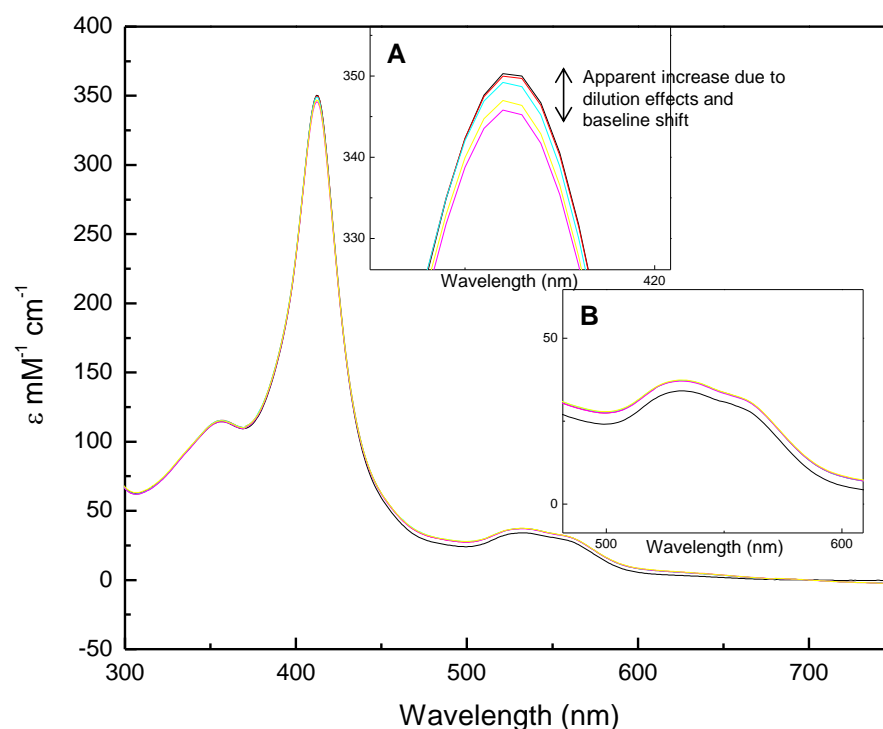 400
350
300
250
200
150
100
50
0
-50
ε mM-1 cm-1
300
400
500
600
700
Wavelength (nm)
A
350
340
330
Wavelength (nm)
420
Apparent increase due to
dilution effects and
baseline shift
B
50
0
500
600
Wavelength (nm)